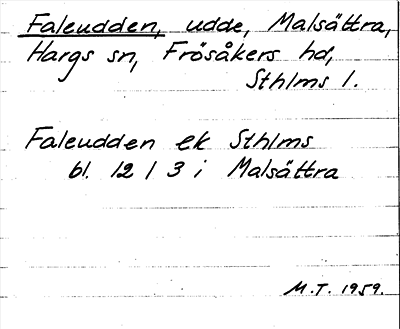 Faleudden, udde, Malsättra,
Hargs sn, Frösåkers hd,
Sthlms l.
Faleudden ek Sthlms
bl. 12 / 3 i Malsättra
M.T. 1959.